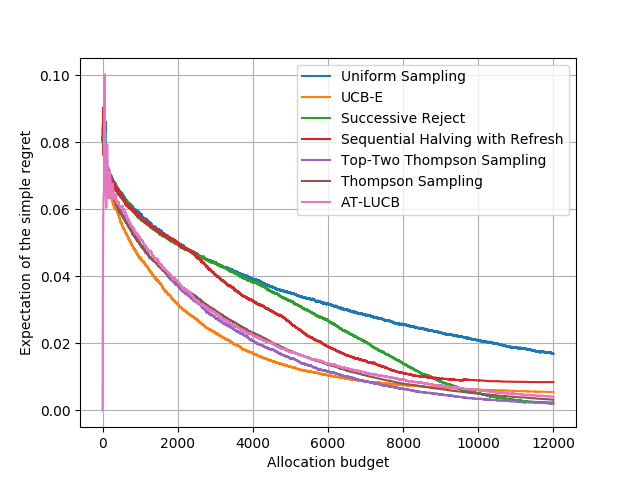 Expectation of the simple regret
0.10
0.08
0.06
0.04
0.02
0.00
Uniform Sampling
UCB-E
Successive Reject
Sequential Halving with Refresh
Top-Two Thompson Sampling
Thompson Sampling
AT-LUCB
0 2000 4000 6000 8000 10000 12000
Allocation budget